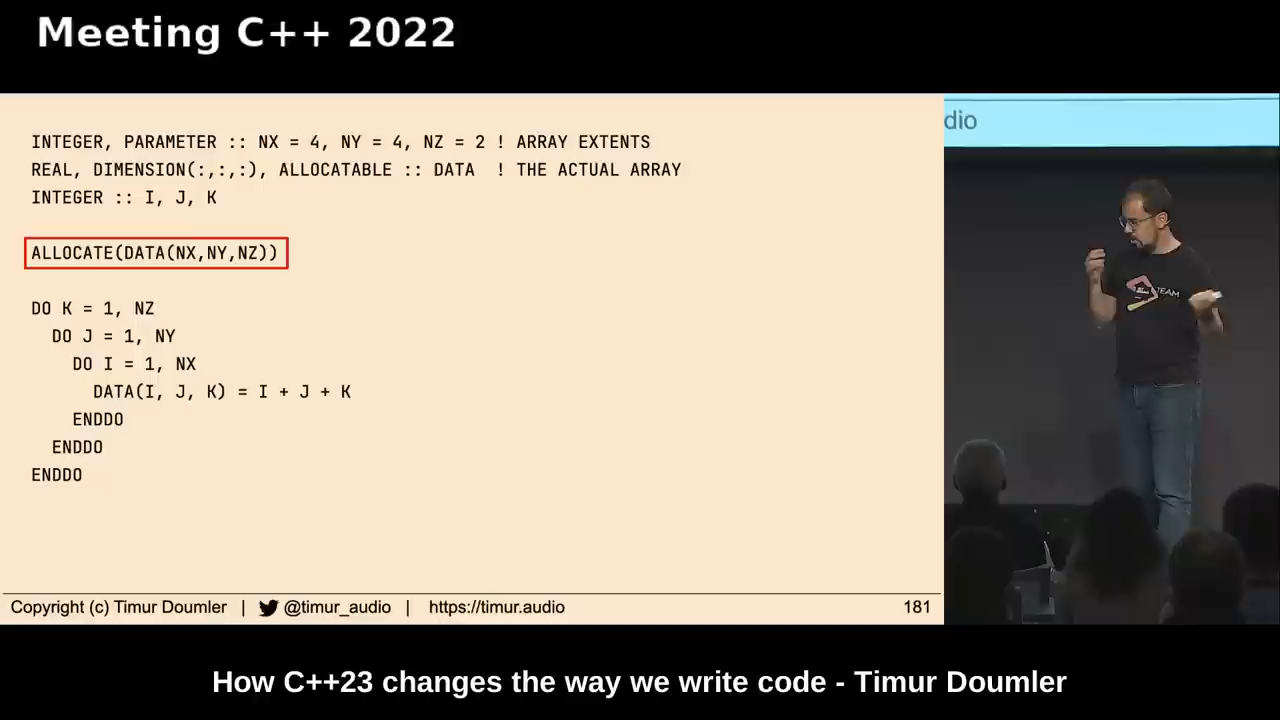 Meeting C++ 2022
INTEGER, PARAMETER :: NX = 4, NY = 4, NZ = 2 ! ARRAY EXTENTS
REAL, DIMENSION(:,:,:), ALLOCATABLE :: DATA  ! THE ACTUAL ARRAY
INTEGER :: I, J, K
ALLOCATE(DATA(NX,NY,NZ))
DO K = 1, NZ
  DO J = 1, NY
    DO I = 1, NX
      DATA(I, J, K) = I + J + K
    ENDDO
  ENDDO
ENDDO
Copyright (c) Timur Doumler | @timur_audio | https://timur.audio 181
dio
TEAM
How C++23 changes the way we write code - Timur Doumler